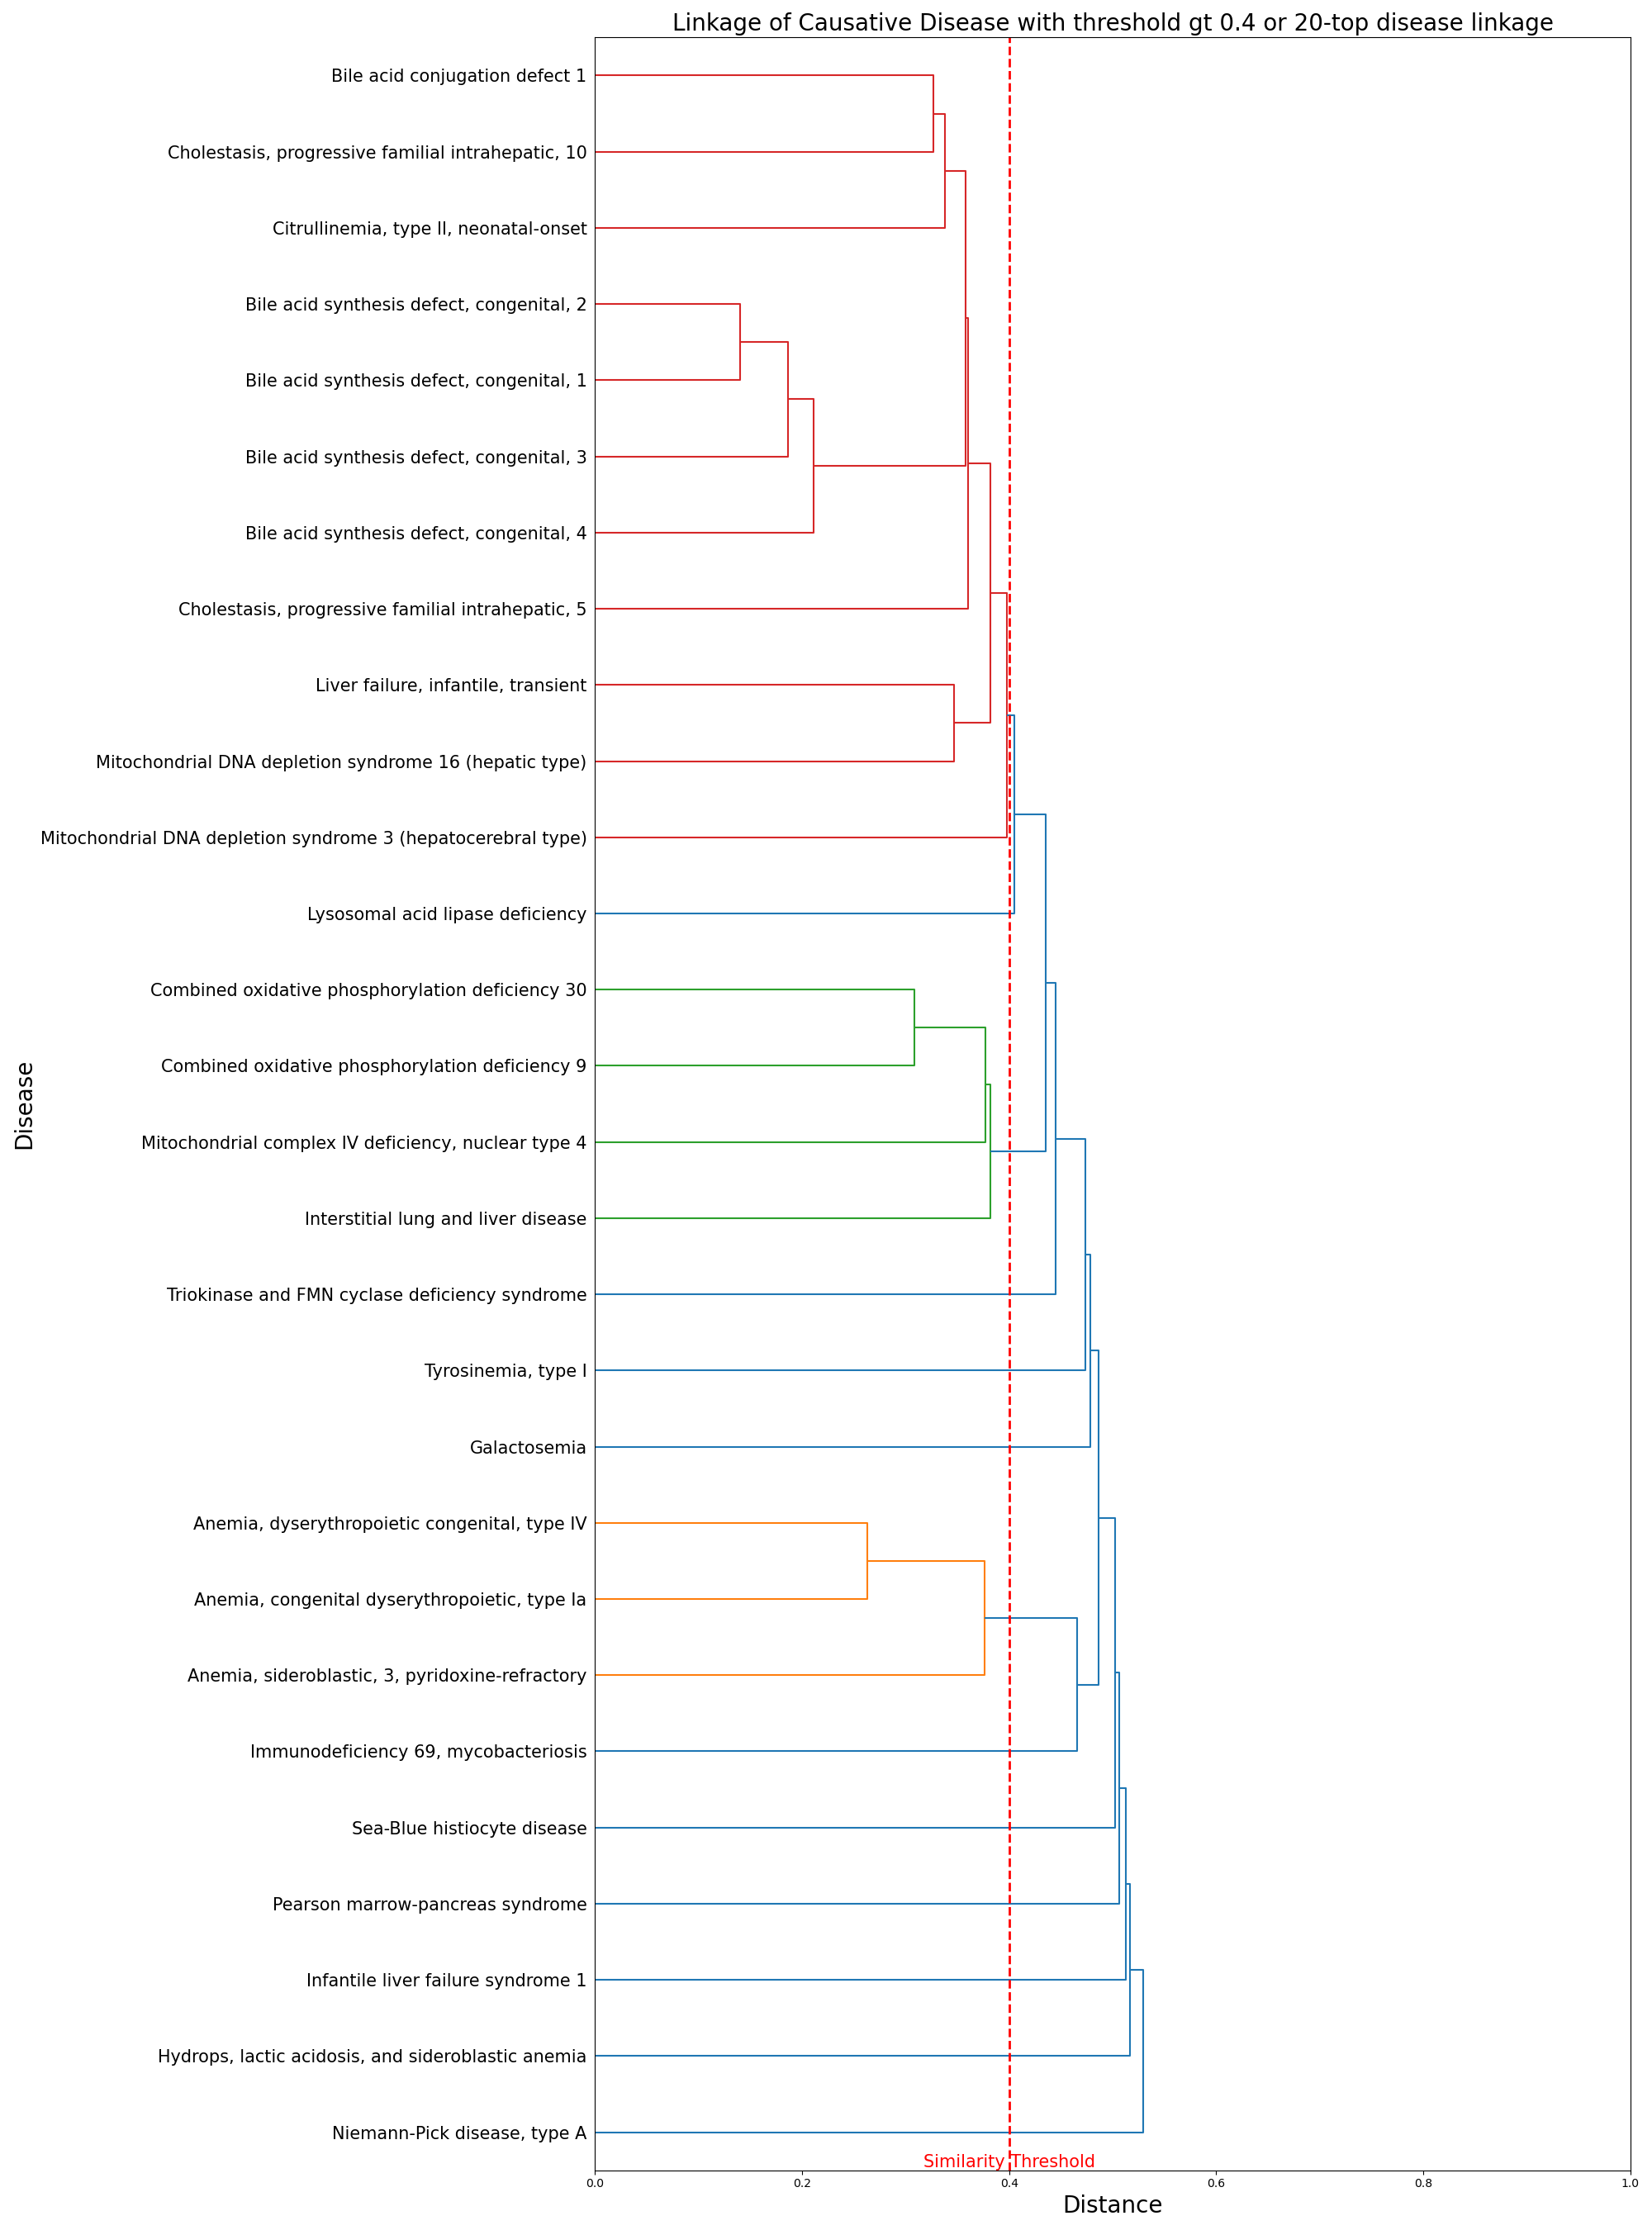 Linkage of Causative Disease with threshold gt 0.4 or 20-top disease linkage
Bile acid conjugation defect 1
Cholestasis, progressive familial intrahepatic, 10
Citrullinemia, type II, neonatal-onset
Bile acid synthesis defect, congenital, 2
Bile acid synthesis defect, congenital, 1
Bile acid synthesis defect, congenital, 3
Bile acid synthesis defect, congenital, 4
Cholestasis, progressive familial intrahepatic, 5
Liver failure, infantile, transient
Mitochondrial DNA depletion syndrome 16 (hepatic type)
Mitochondrial DNA depletion syndrome 3 (hepatocerebral type)
Lysosomal acid lipase deficiency
Combined oxidative phosphorylation deficiency 30
Combined oxidative phosphorylation deficiency 9
Mitochondrial complex IV deficiency, nuclear type 4
Interstitial lung and liver disease
Triokinase and FMN cyclase deficiency syndrome
Tyrosinemia, type I
Galactosemia
Anemia, dyserythropoietic congenital, type IV
Anemia, congenital dyserythropoietic, type Ia
Anemia, sideroblastic, 3, pyridoxine-refractory
Immunodeficiency 69, mycobacteriosis
Sea-Blue histiocyte disease
Pearson marrow-pancreas syndrome
Infantile liver failure syndrome 1
Hydrops, lactic acidosis, and sideroblastic anemia
Niemann-Pick disease, type A
Disease
Similarity Threshold
0.0 0.2 0.4 0.6 0.8 1.0
Distance